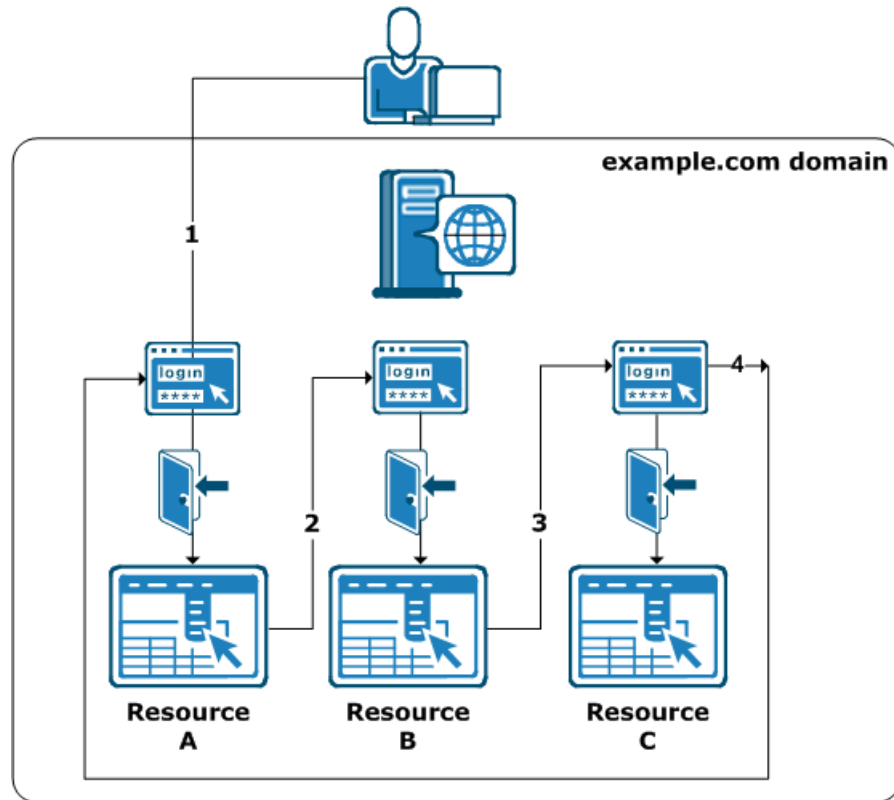 example.com domain
1
login
****
login
****
login
****
4
2
3
Resource
A
Resource
B
Resource
C